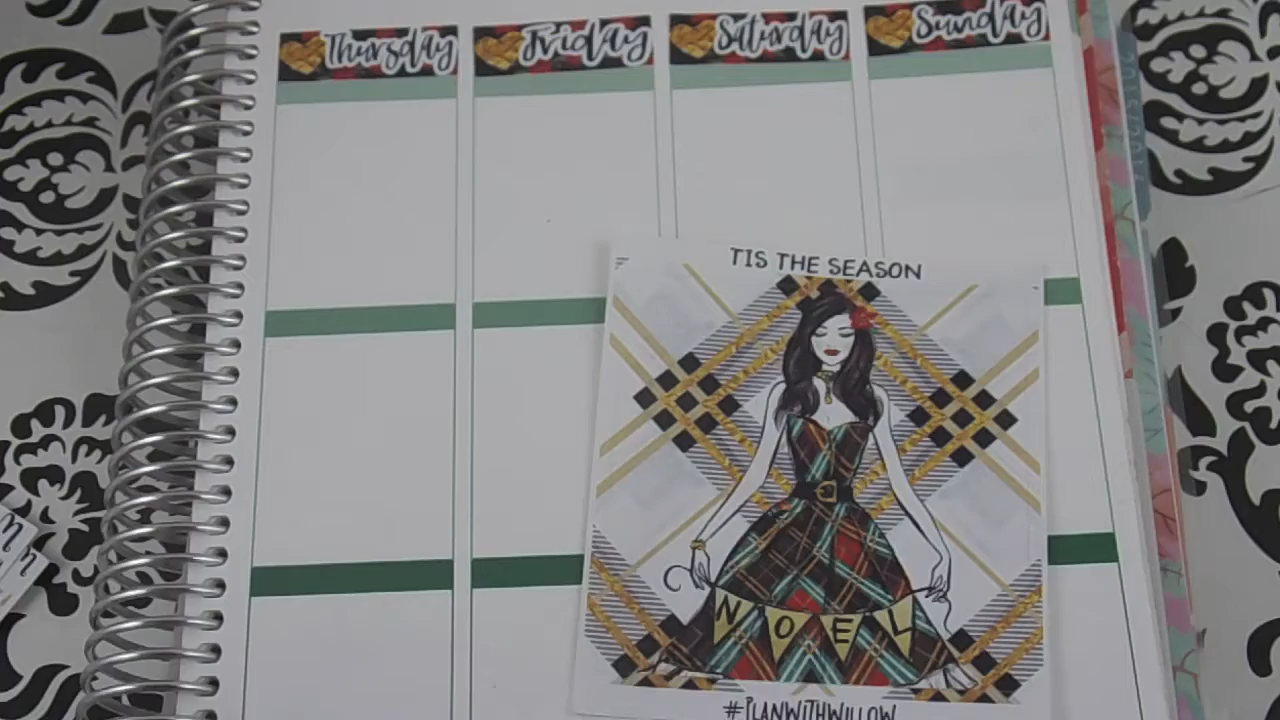 Thursday
Friday
Saturday
Sunday
TIS THE SEASON
NOEL
#PLANWITHWILLOW